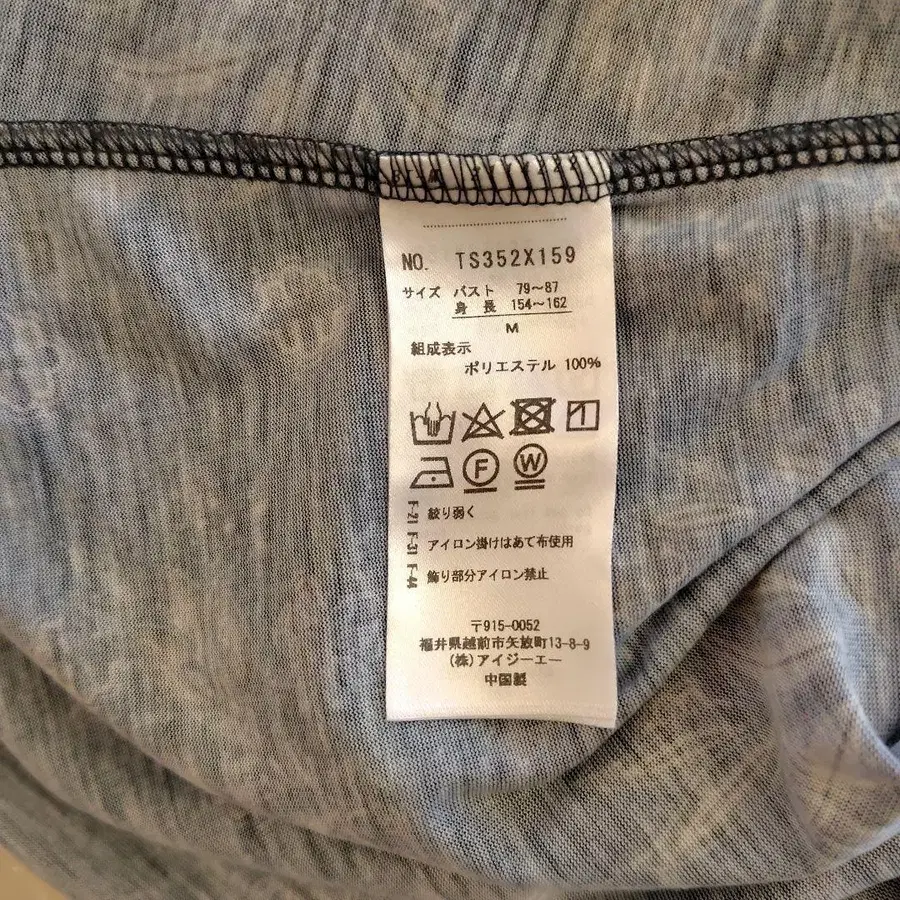 NO. TS352X159
サイズ バスト 79～87
身長 154～162
M
組成表示
ポリエステル 100%
F W
F-21 絞り弱く
F-31 アイロン掛けはあて布使用
F-44 飾り部分アイロン禁止
〒915-0052
福井県越前市矢放町13-8-9
(株)アイジーエー
中国製